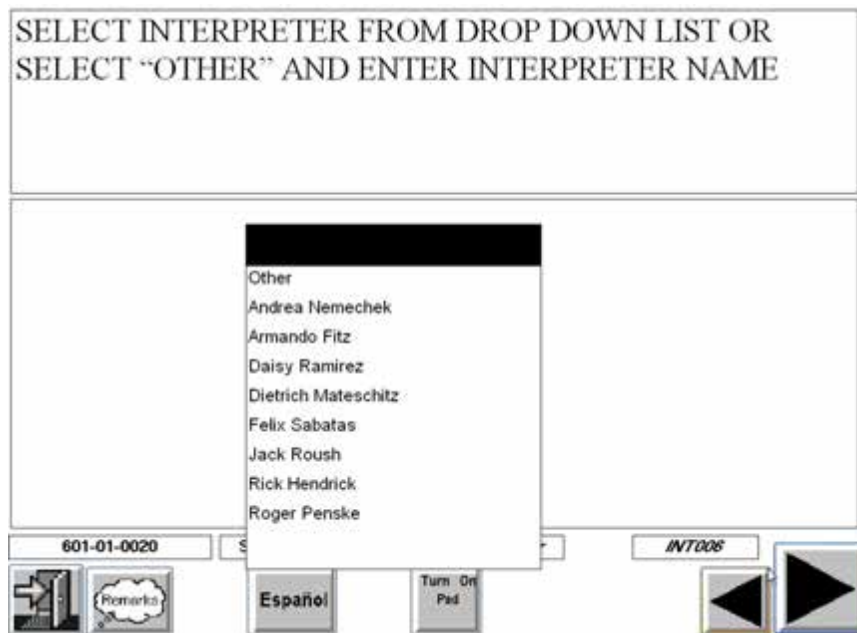 SELECT INTERPRETER FROM DROP DOWN LIST OR
SELECT “OTHER” AND ENTER INTERPRETER NAME
Other
Andrea Nemechek
Armando Fitz
Daisy Ramirez
Dietrich Mateschitz
Felix Sabatas
Jack Roush
Rick Hendrick
Roger Penske
601-01-0020
INT006
Remarks
Español
Turn On
Pad